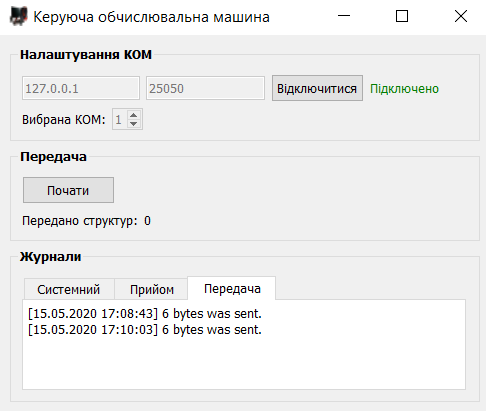 Керуюча обчислювальна машина
Налаштування КОМ
127.0.0.1 25050 Відключитися Підключено
Вибрана КОМ: 1
Передача
Почати
Передано структур: 0
Журнали
Системний Прийом Передача
[15.05.2020 17:08:43] 6 bytes was sent.
[15.05.2020 17:10:03] 6 bytes was sent.